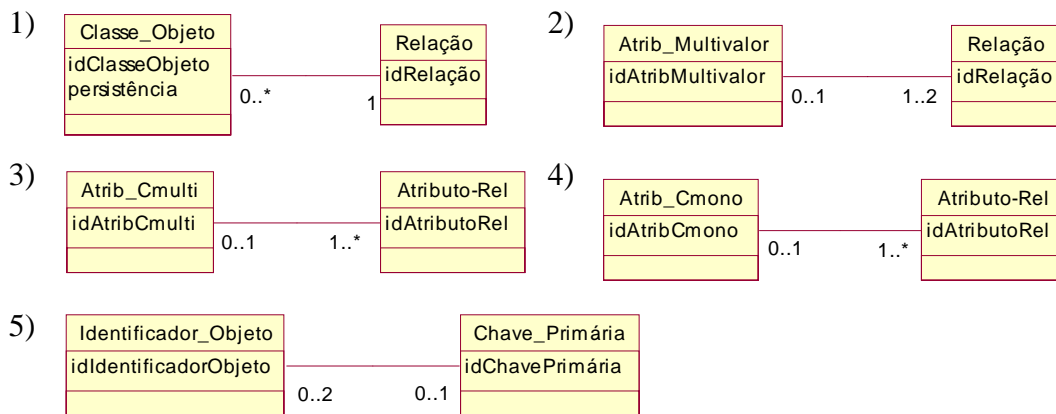 1)
Classe_Objeto
idClasseObjeto
persistência
0..*
1
Relação
idRelação
2)
Atrib_Multivalor
idAtribMultivalor
0..1
1..2
Relação
idRelação
3)
Atrib_Cmulti
idAtribCmulti
0..1
1..*
Atributo-Rel
idAtributoRel
4)
Atrib_Cmono
idAtribCmono
0..1
1..*
Atributo-Rel
idAtributoRel
5)
Identificador_Objeto
idIdentificadorObjeto
0..2
0..1
Chave_Primária
idChavePrimária